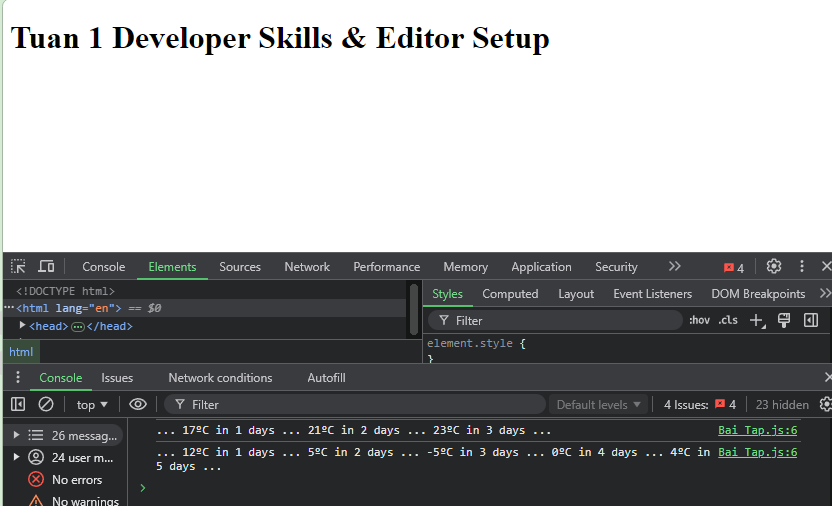 Tuan 1 Developer Skills & Editor Setup
Console Elements Sources Network Performance Memory Application Security 4
<!DOCTYPE html>
<html lang="en"> == $0
<head> … </head>
html
Styles Computed Layout Event Listeners DOM Breakpoints
Filter :hov .cls
element.style {
}
Console Issues Network conditions Autofill
top Filter Default levels 4 Issues: 4 23 hidden
26 messag...
24 user m...
No errors
No warnings
... 17ºC in 1 days ... 21ºC in 2 days ... 23ºC in 3 days ... Bai Tap.js:6
... 12ºC in 1 days ... 5ºC in 2 days ... -5ºC in 3 days ... 0ºC in 4 days ... 4ºC in Bai Tap.js:6
5 days ...